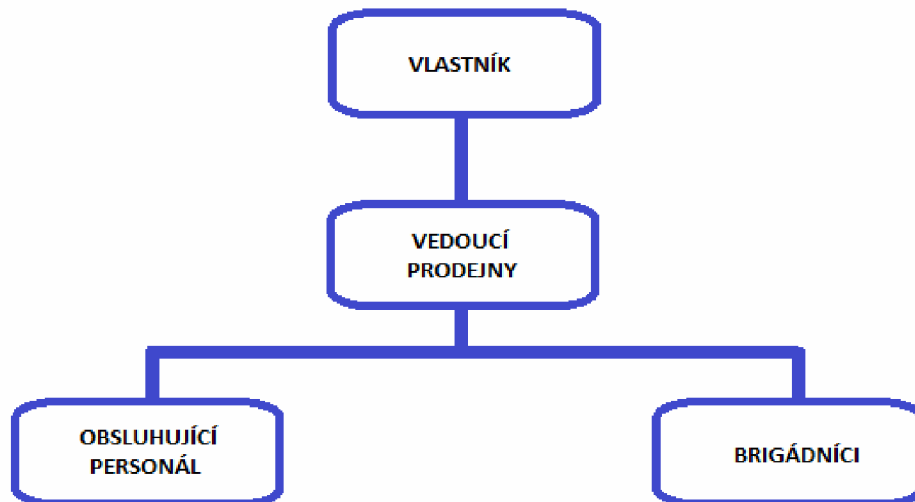 VLASTNÍK
VEDOUCÍ
PRODEJNY
OBSLUHUJÍCÍ
PERSONÁL
BRIGÁDNÍCI